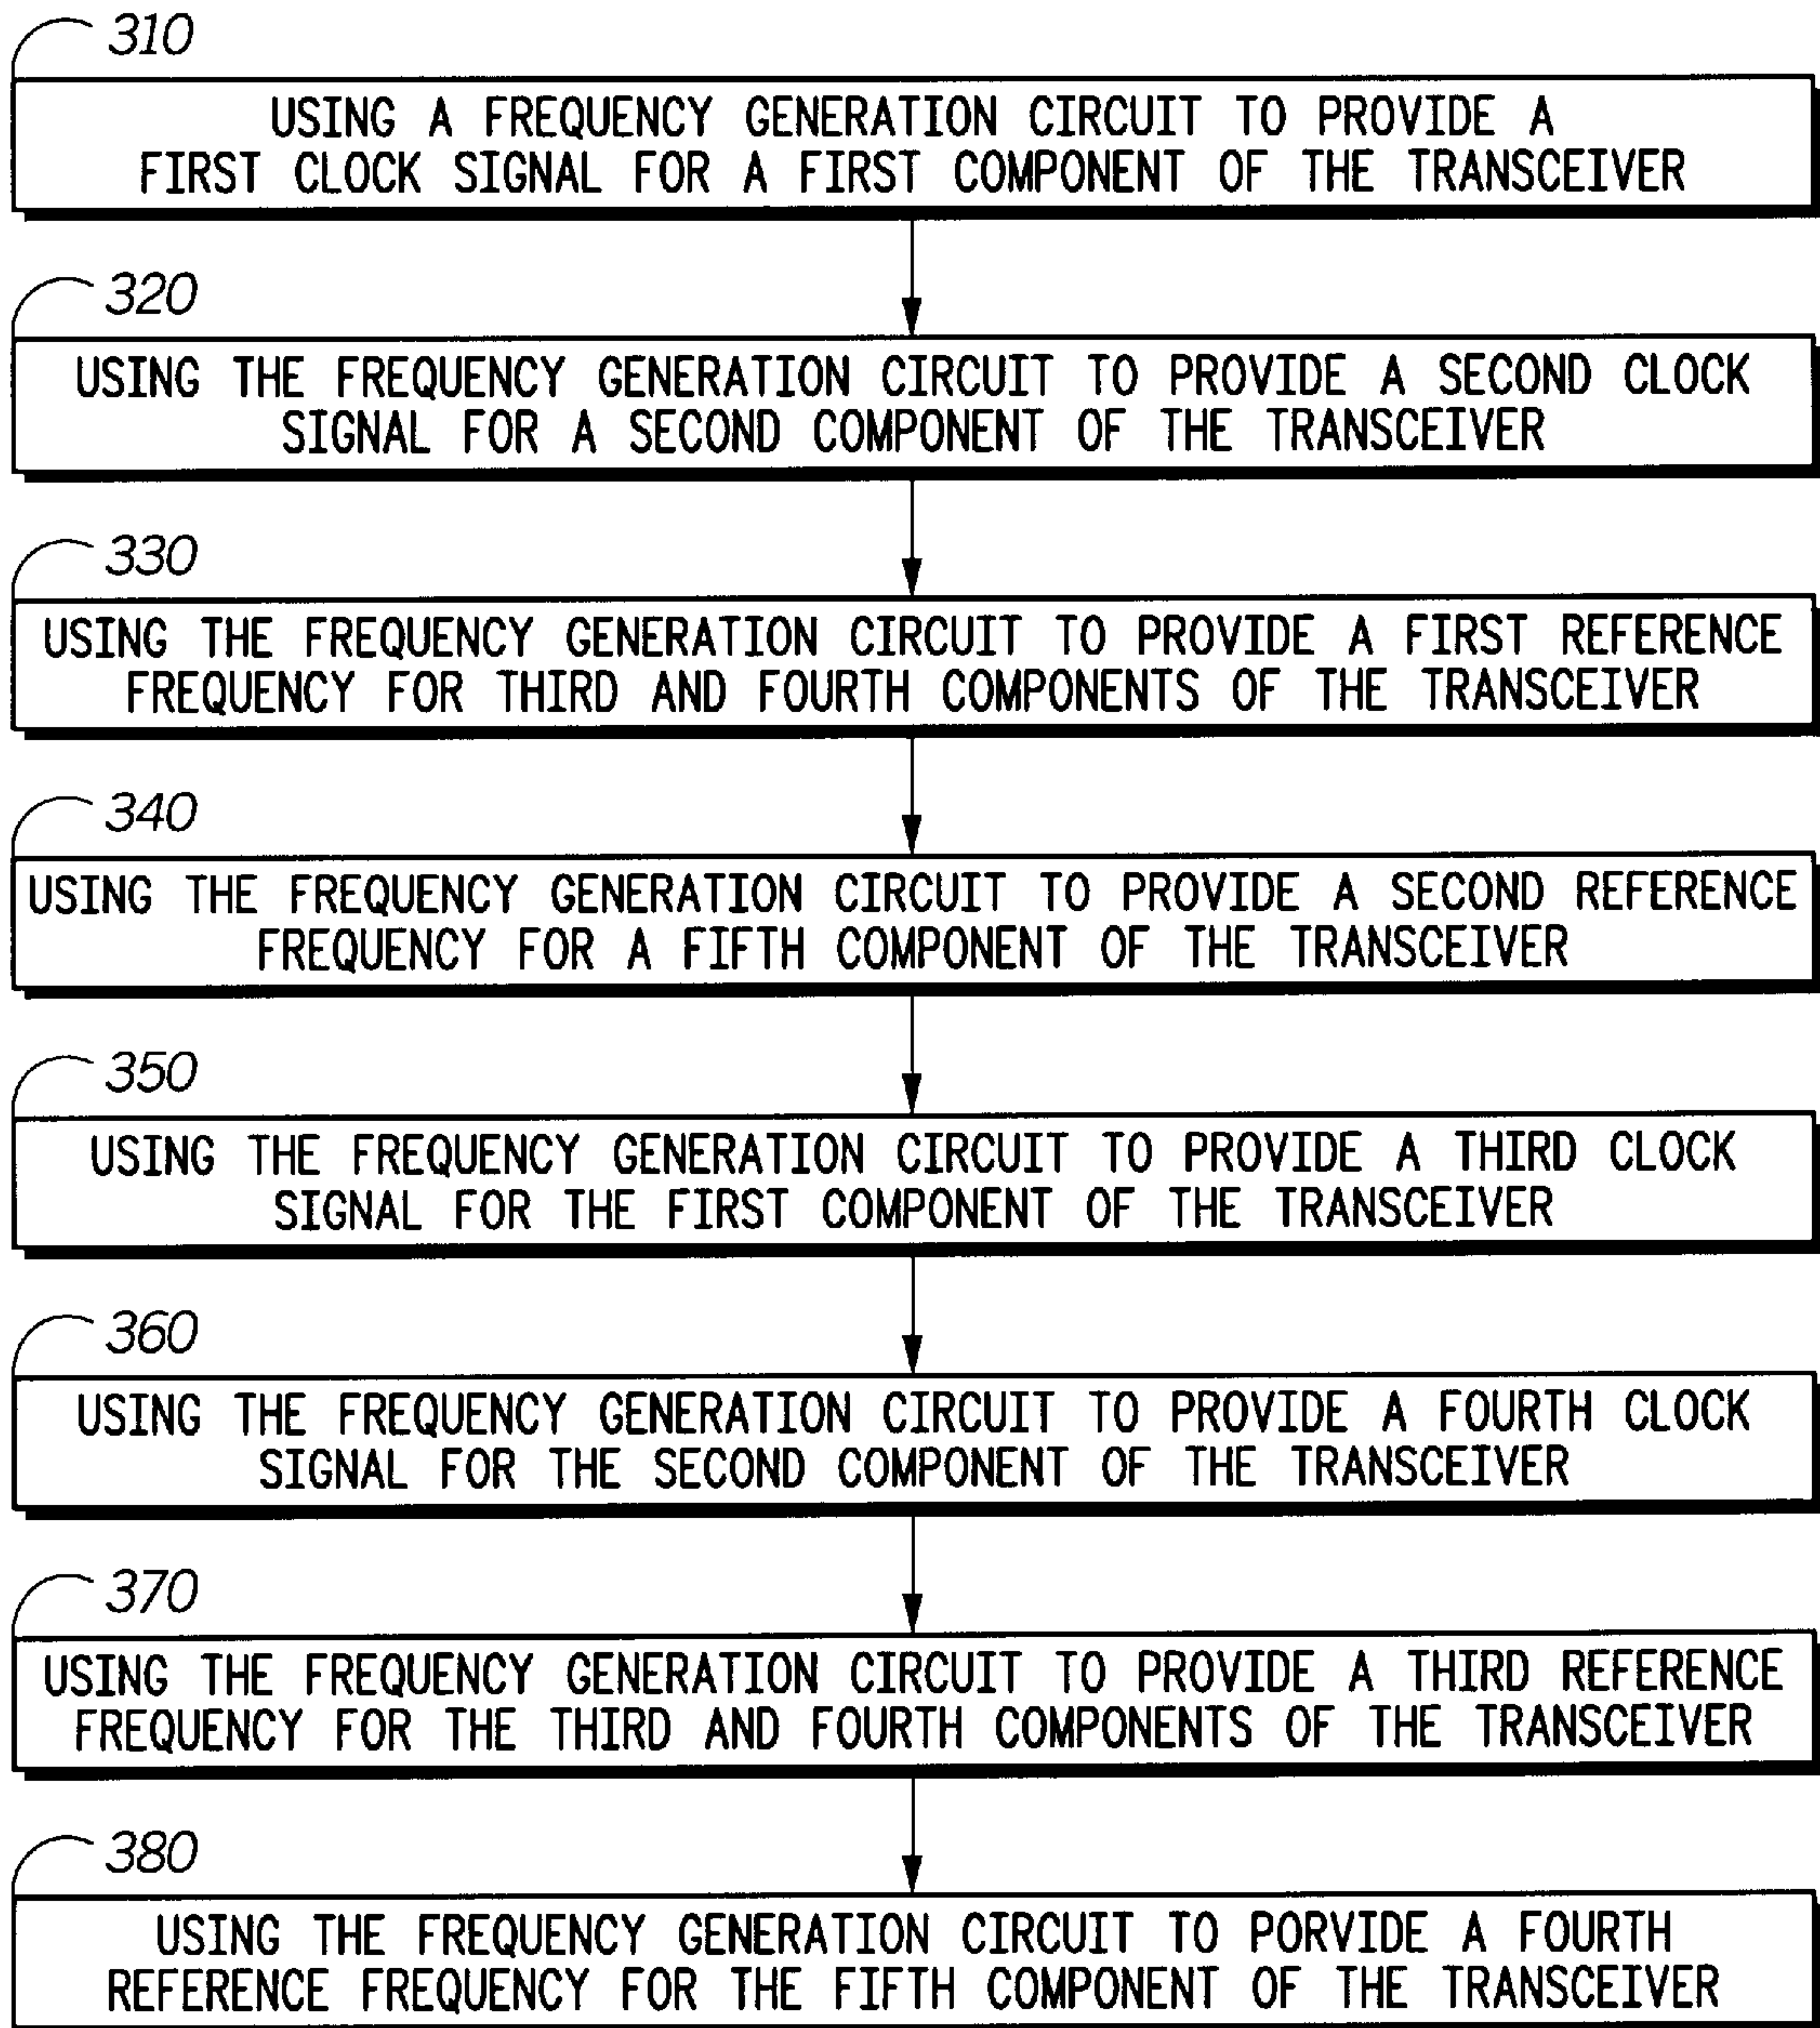 310
USING A FREQUENCY GENERATION CIRCUIT TO PROVIDE A
FIRST CLOCK SIGNAL FOR A FIRST COMPONENT OF THE TRANSCEIVER
320
USING THE FREQUENCY GENERATION CIRCUIT TO PROVIDE A SECOND CLOCK
SIGNAL FOR A SECOND COMPONENT OF THE TRANSCEIVER
330
USING THE FREQUENCY GENERATION CIRCUIT TO PROVIDE A FIRST REFERENCE
FREQUENCY FOR THIRD AND FOURTH COMPONENTS OF THE TRANSCEIVER
340
USING THE FREQUENCY GENERATION CIRCUIT TO PROVIDE A SECOND REFERENCE
FREQUENCY FOR A FIFTH COMPONENT OF THE TRANSCEIVER
350
USING THE FREQUENCY GENERATION CIRCUIT TO PROVIDE A THIRD CLOCK
SIGNAL FOR THE FIRST COMPONENT OF THE TRANSCEIVER
360
USING THE FREQUENCY GENERATION CIRCUIT TO PROVIDE A FOURTH CLOCK
SIGNAL FOR THE SECOND COMPONENT OF THE TRANSCEIVER
370
USING THE FREQUENCY GENERATION CIRCUIT TO PROVIDE A THIRD REFERENCE
FREQUENCY FOR THE THIRD AND FOURTH COMPONENTS OF THE TRANSCEIVER
380
USING THE FREQUENCY GENERATION CIRCUIT TO PORVIDE A FOURTH
REFERENCE FREQUENCY FOR THE FIFTH COMPONENT OF THE TRANSCEIVER